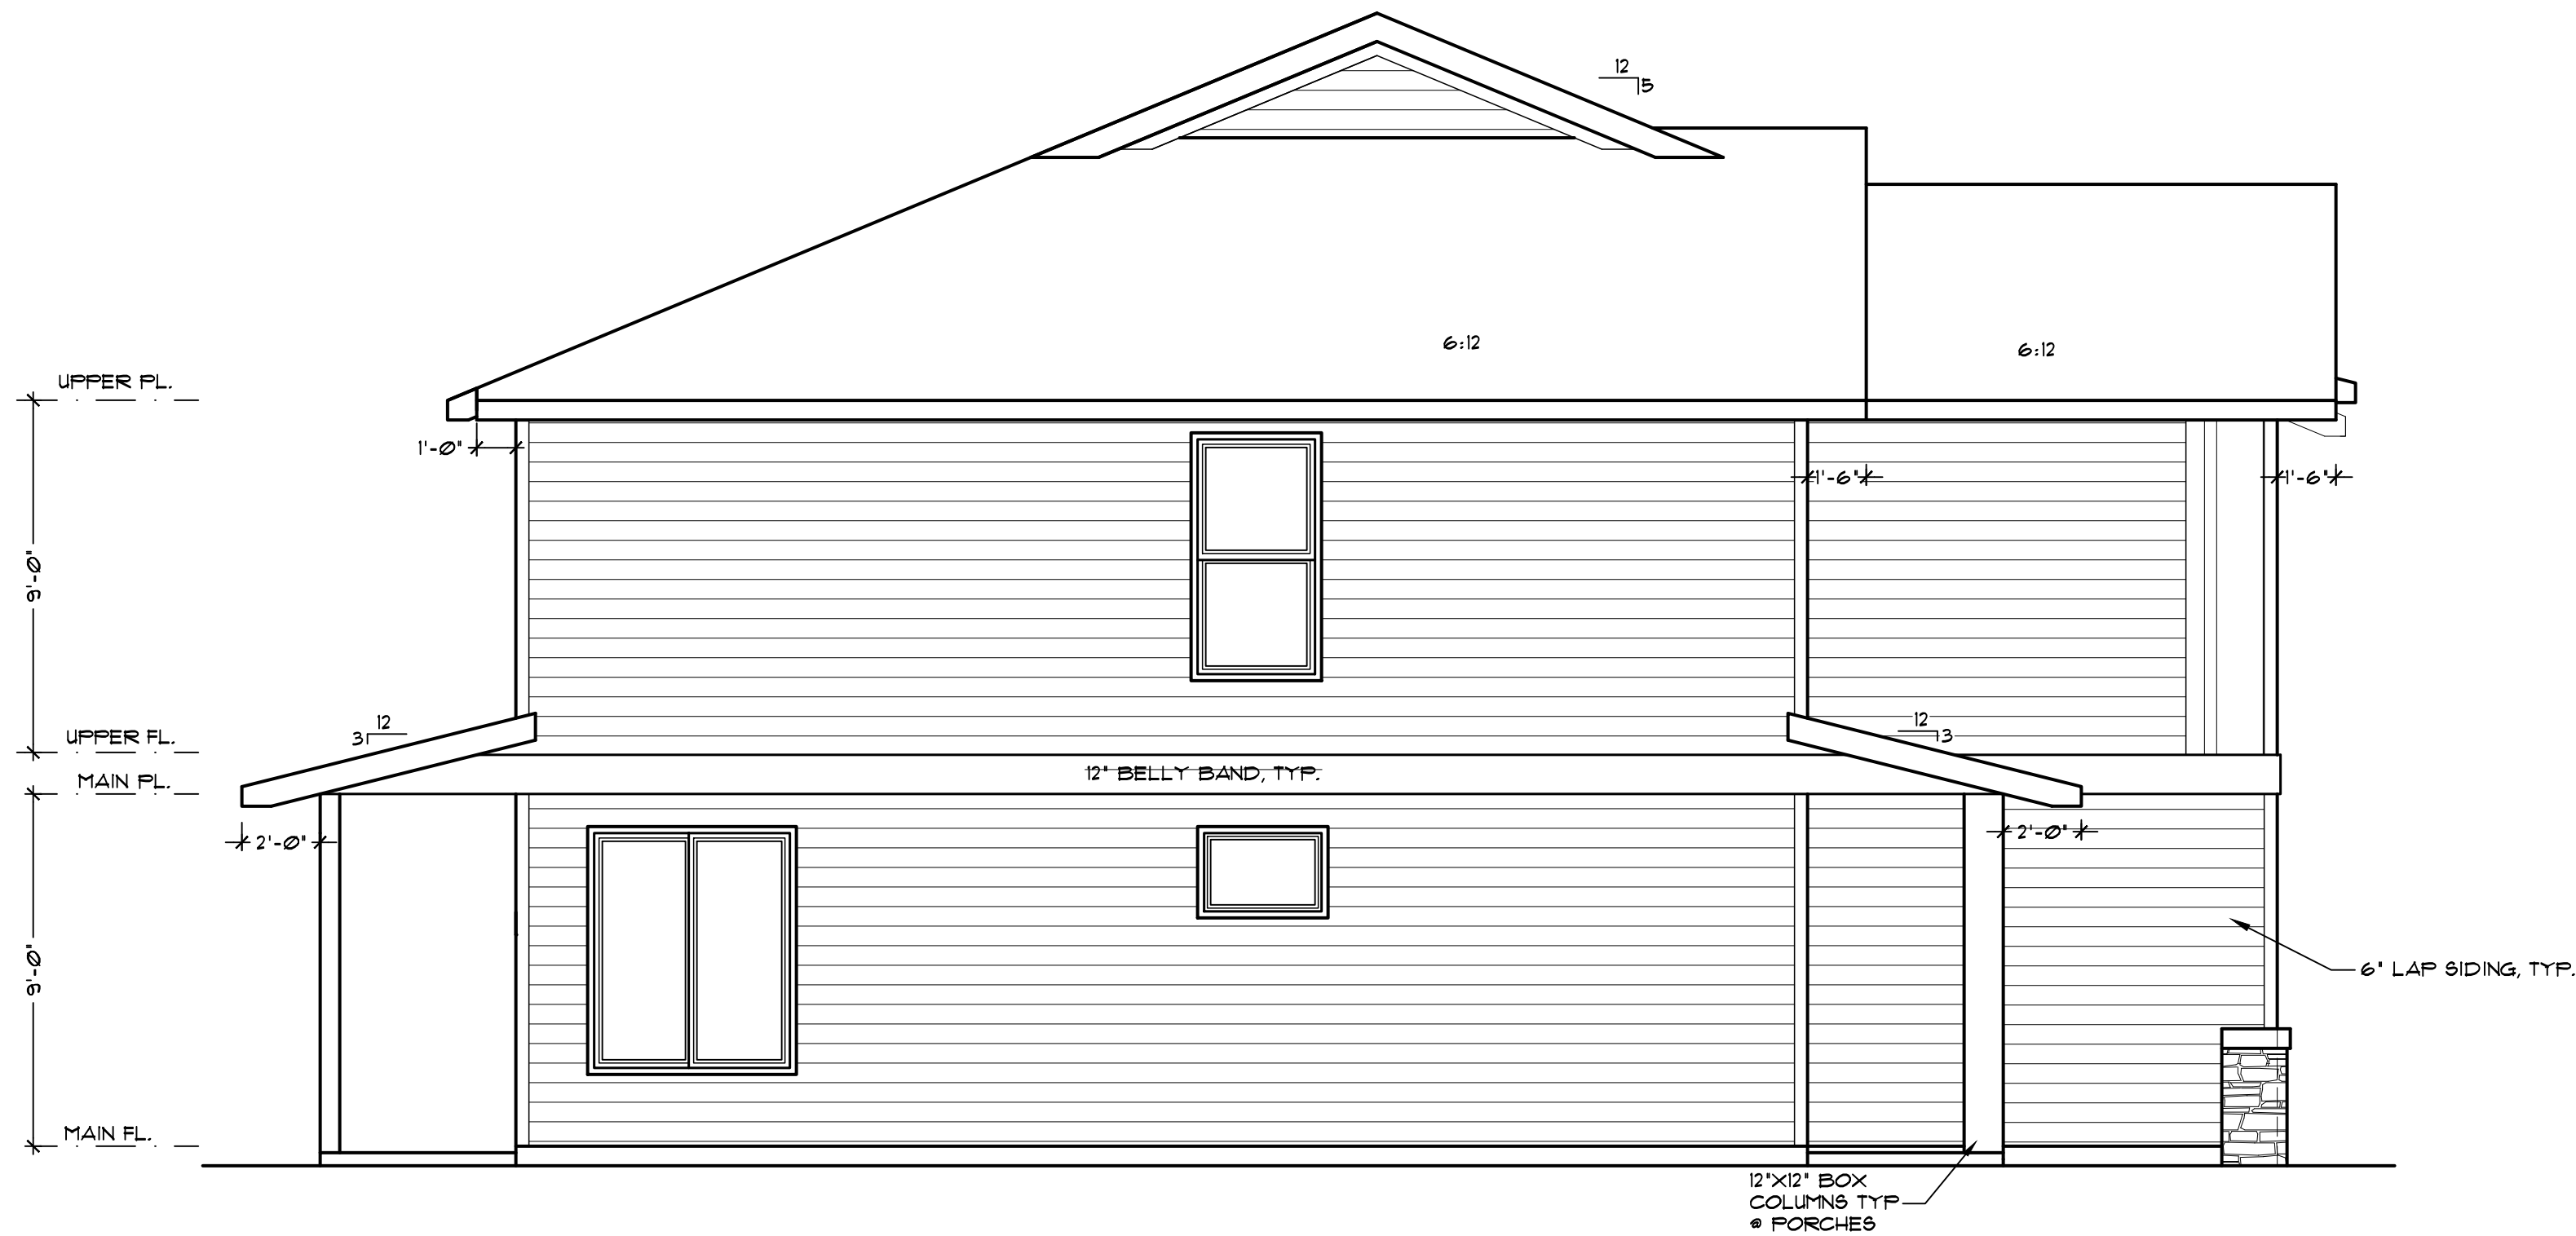 12
5
6:12
6:12
UPPER PL.
1'-0"
1'-6"
1'-6"
9'-0"
12
3
12
3
UPPER FL.
MAIN PL.
12" BELLY BAND, TYP.
2'-0"
2'-0"
9'-0"
6" LAP SIDING, TYP.
MAIN FL.
12"X12" BOX
COLUMNS TYP
@ PORCHES